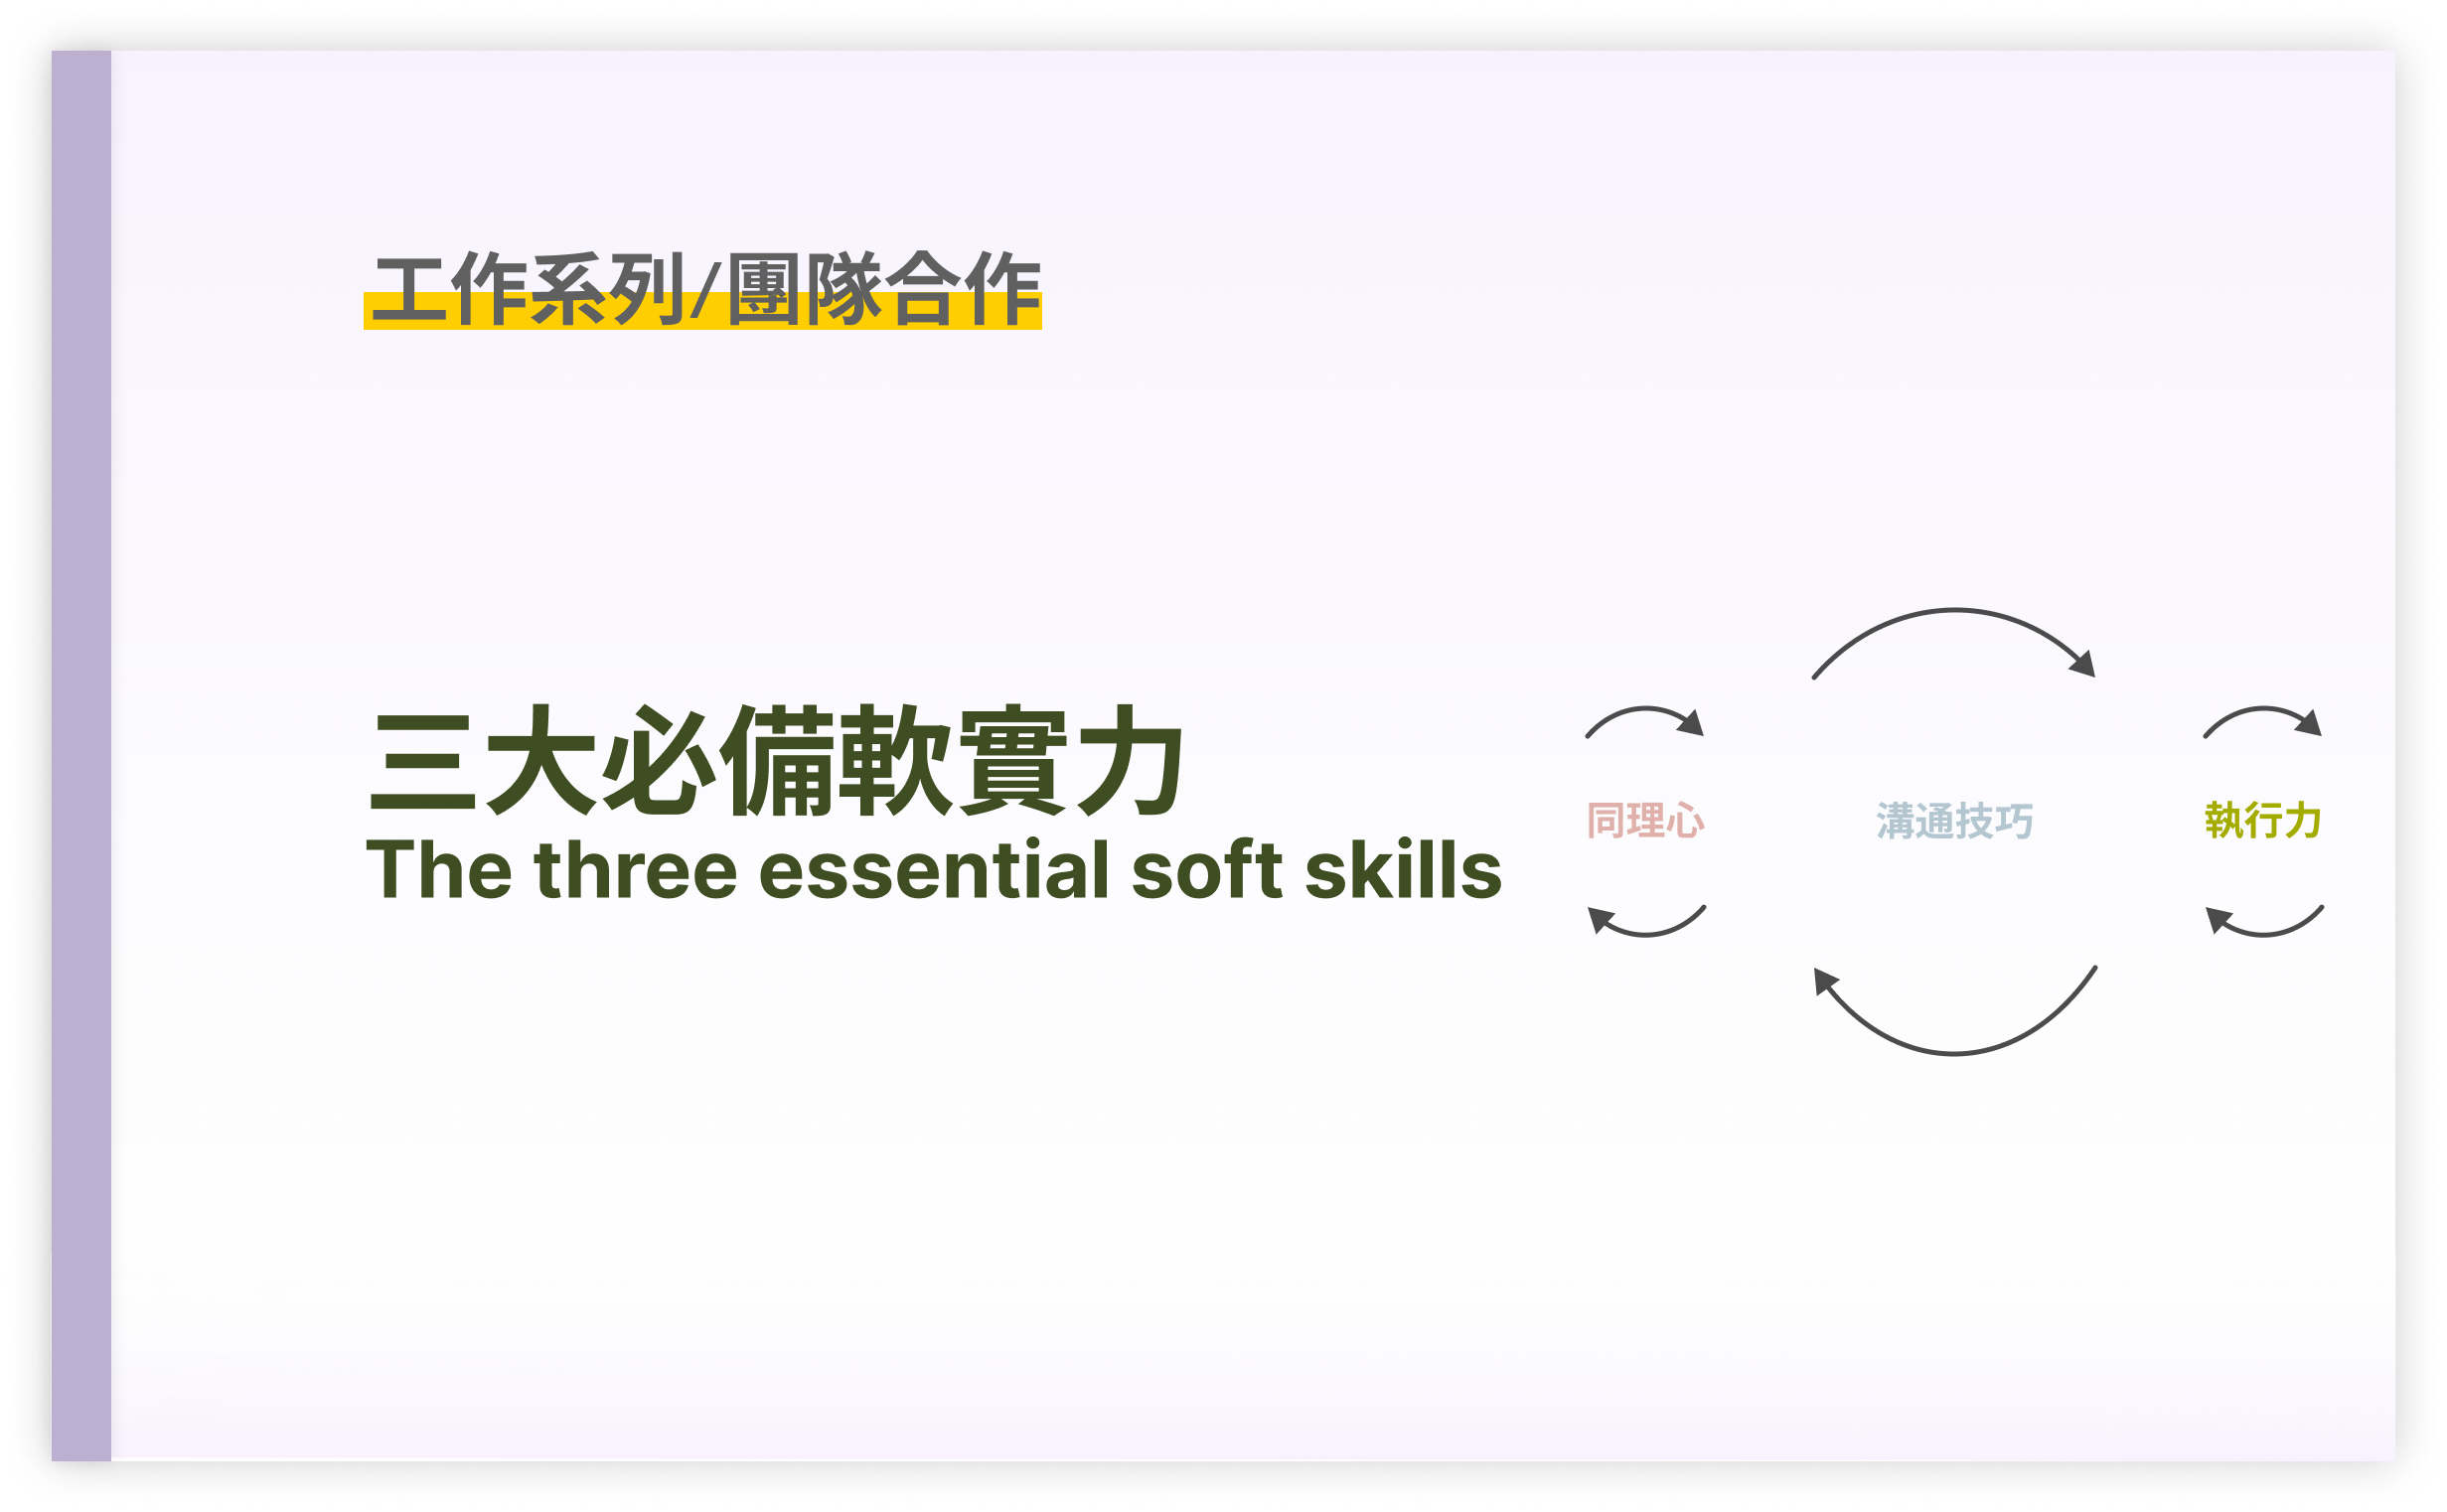 工作系列/團隊合作
三大必備軟實力
The three essential soft skills
同理心
溝通技巧
執行力